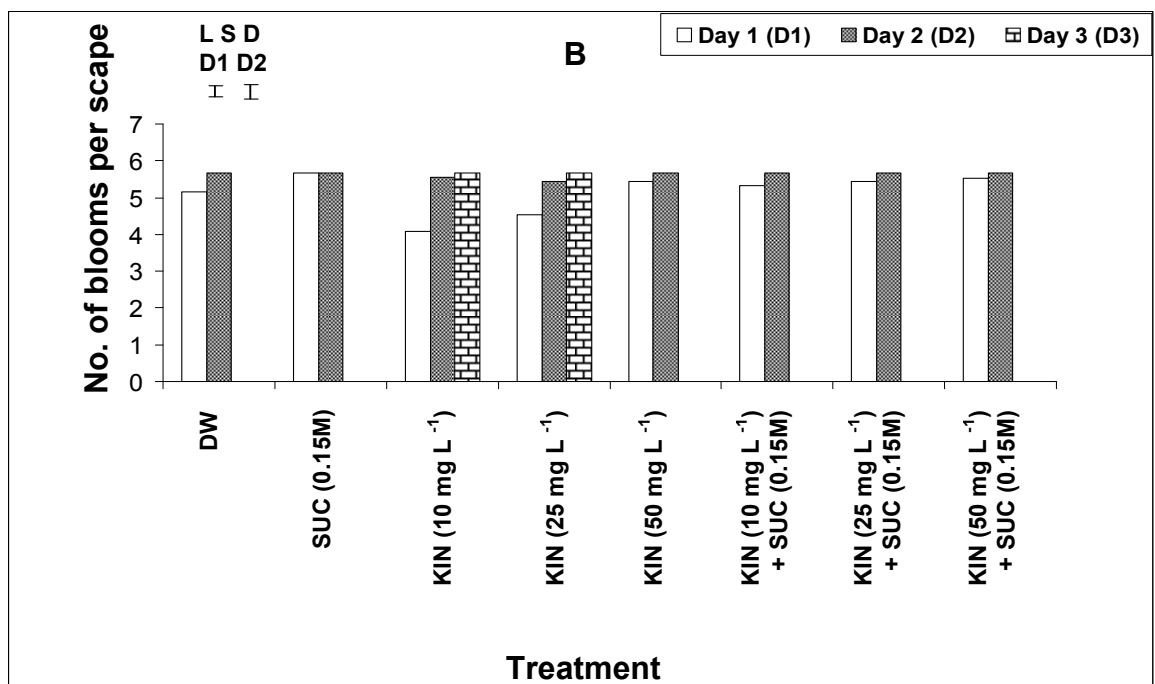 L S D
D1 D2
B
Day 1 (D1) Day 2 (D2) Day 3 (D3)
No. of blooms per scape
7
6
5
4
3
2
1
0
DW
SUC (0.15M)
KIN (10 mg L⁻¹)
KIN (25 mg L⁻¹)
KIN (50 mg L⁻¹)
KIN (10 mg L⁻¹)
+ SUC (0.15M)
KIN (25 mg L⁻¹)
+ SUC (0.15M)
KIN (50 mg L⁻¹)
+ SUC (0.15M)
Treatment